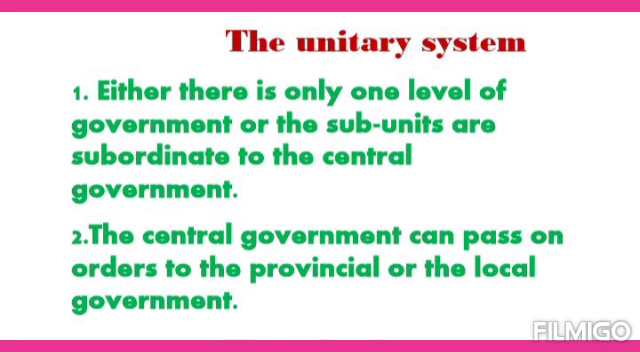 The unitary system
1. Either there is only one level of
government or the sub-units are
subordinate to the central
government.
2.The central government can pass on
orders to the provincial or the local
government.
FILMIGO